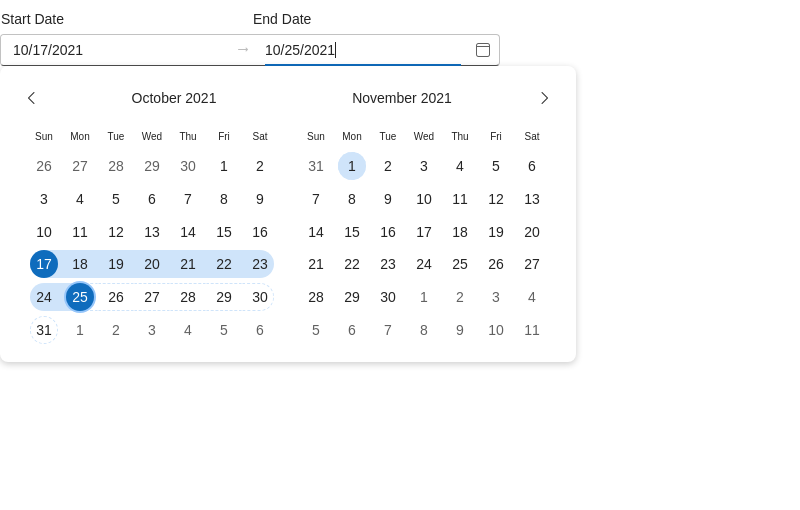 Start Date End Date
10/17/2021 → 10/25/2021
October 2021 November 2021
Sun Mon Tue Wed Thu Fri Sat Sun Mon Tue Wed Thu Fri Sat
26 27 28 29 30 1 2 31 1 2 3 4 5 6
3 4 5 6 7 8 9 7 8 9 10 11 12 13
10 11 12 13 14 15 16 14 15 16 17 18 19 20
17 18 19 20 21 22 23 21 22 23 24 25 26 27
24 25 26 27 28 29 30 28 29 30 1 2 3 4
31 1 2 3 4 5 6 5 6 7 8 9 10 11